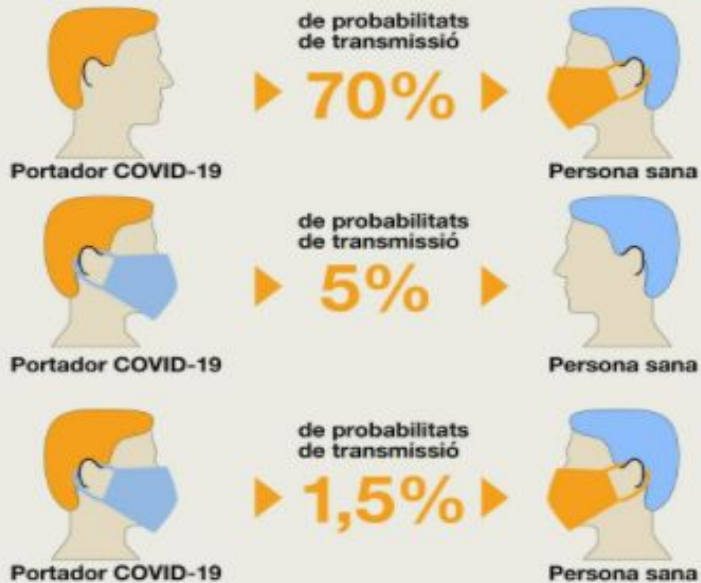 de probabilitats
de transmissió
70%
Portador COVID-19
Persona sana
de probabilitats
de transmissió
5%
Portador COVID-19
Persona sana
de probabilitats
de transmissió
1,5%
Portador COVID-19
Persona sana